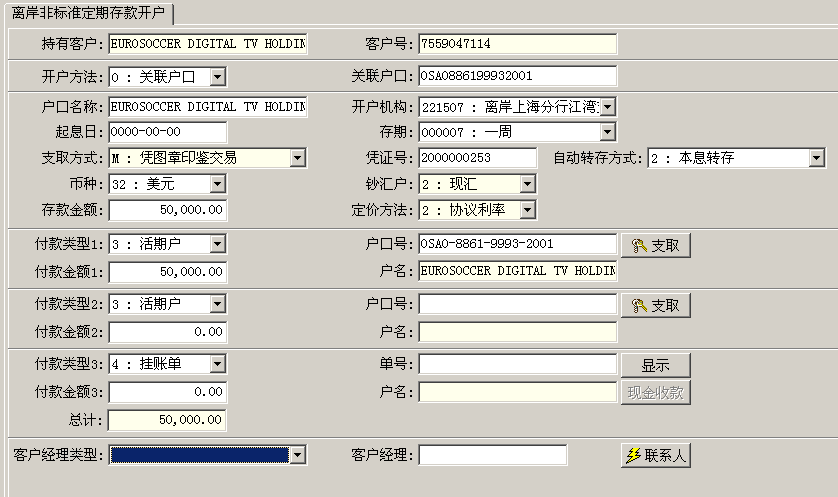 离岸非标准定期存款开户
持有客户: EUROSOCCER DIGITAL TV HOLDIN 客户号: 7559047114
开户方法: 0 : 关联户口 关联户口: OSA0886199932001
户口名称: EUROSOCCER DIGITAL TV HOLDIN 开户机构: 221507 : 离岸上海分行江湾
起息日: 0000-00-00 存期: 000007 : 一周
支取方式: M : 凭图章印鉴交易 凭证号: 2000000253 自动转存方式: 2 : 本息转存
币种: 32 : 美元 钞汇户: 2 : 现汇
存款金额: 50,000.00 定价方法: 2 : 协议利率
付款类型1: 3 : 活期户 户口号: OSA0-8861-9993-2001 支取
付款金额1: 50,000.00 户名: EUROSOCCER DIGITAL TV HOLDIN
付款类型2: 3 : 活期户 户口号: 支取
付款金额2: 0.00 户名:
付款类型3: 4 : 挂账单 单号: 显示
付款金额3: 0.00 户名: 现金收款
总计: 50,000.00
客户经理类型: 客户经理: 联系人